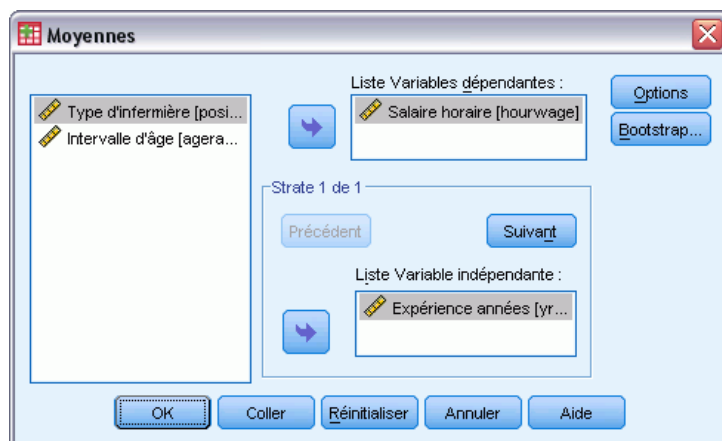 Moyennes
Type d'infermière [posi...
Intervalle d'âge [agera...
Liste Variables dépendantes :
Salaire horaire [hourwage]
Options
Bootstrap...
Strate 1 de 1
Précédent
Suivant
Liste Variable indépendante :
Expérience années [yr...
OK
Coller
Réinitialiser
Annuler
Aide